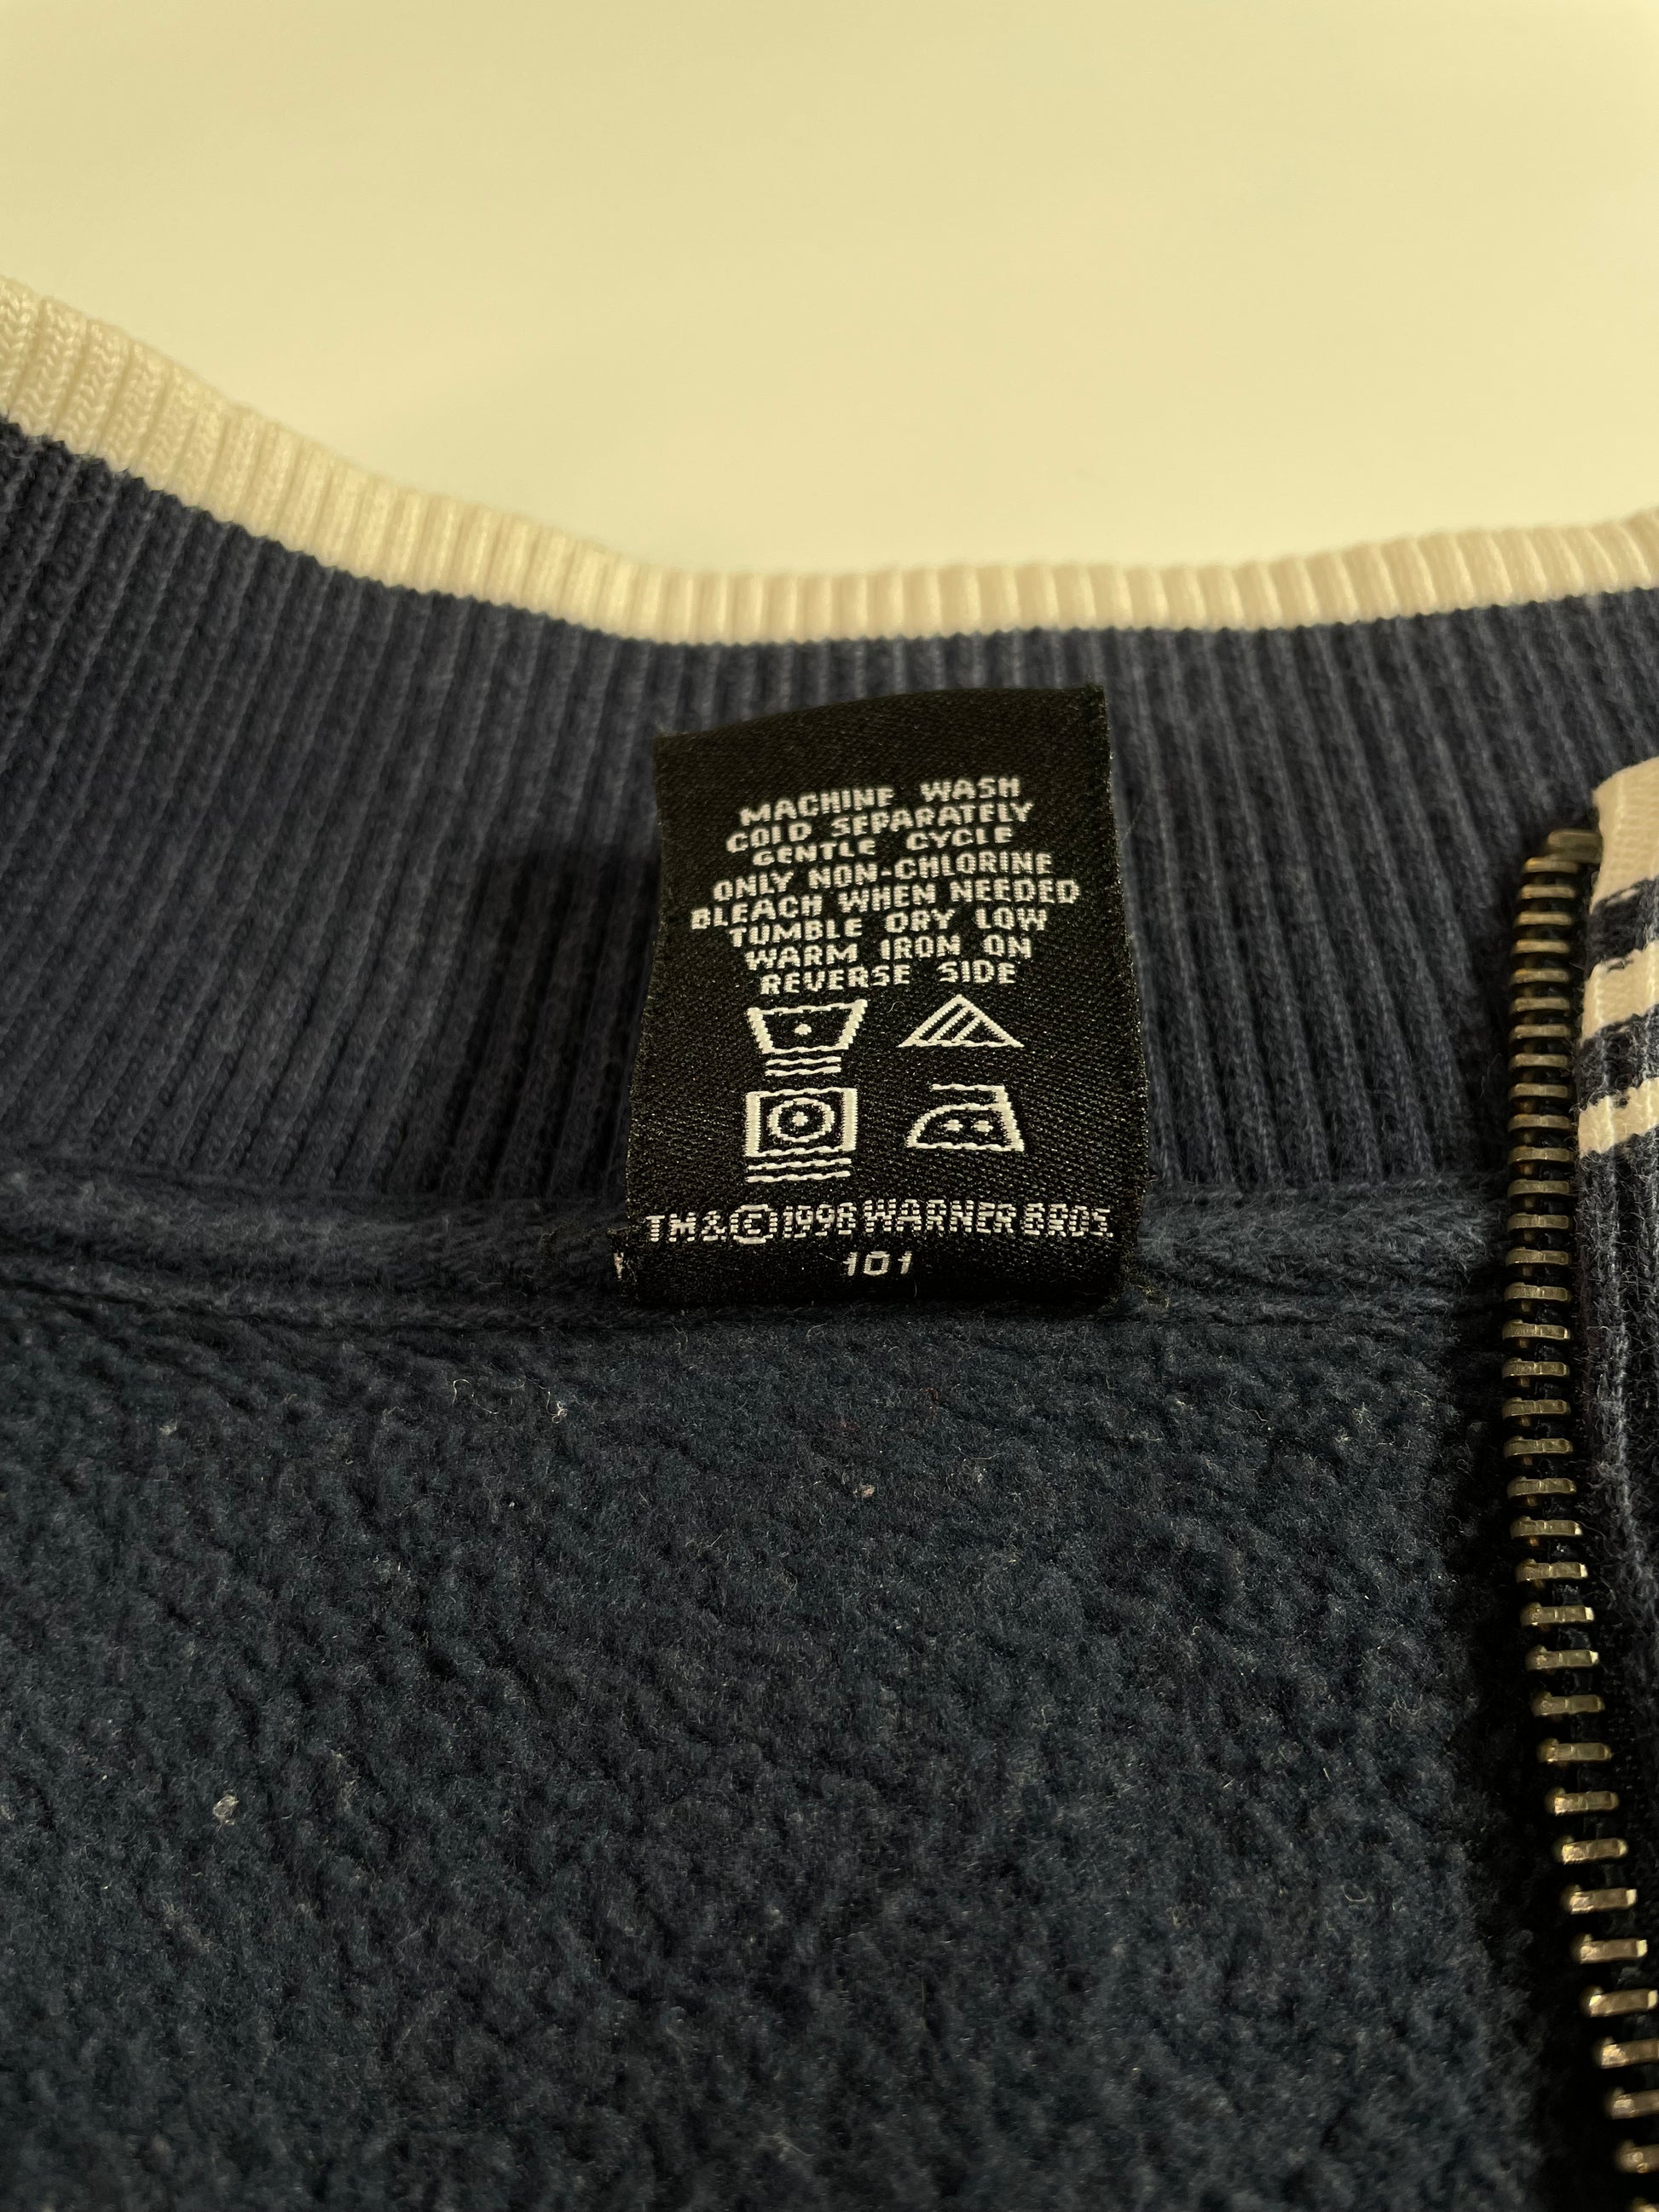 MACHINE WASH
COLD SEPARATELY
GENTLE CYCLE
ONLY NON-CHLORINE
BLEACH WHEN NEEDED
TUMBLE DRY LOW
WARM IRON ON
REVERSE SIDE
TM & © 1998 WARNER BROS.
101